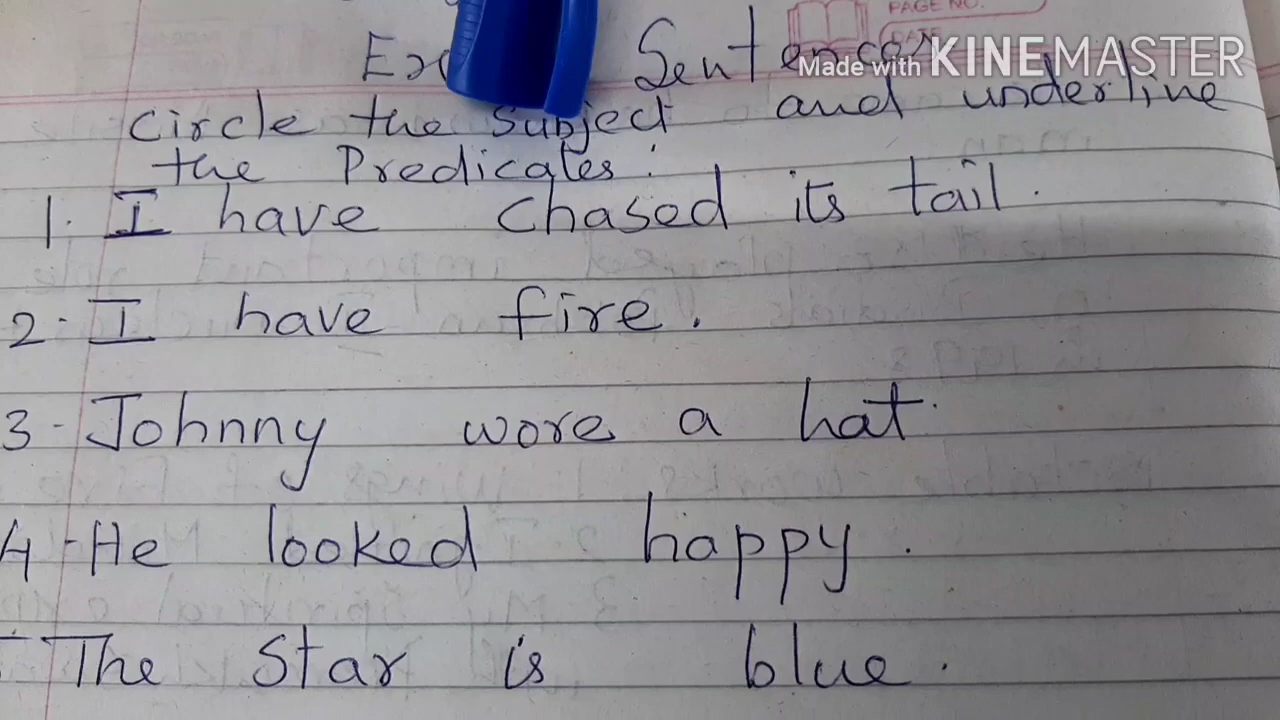 PAGE NO.
DATE
Sentences
Made with KINEMASTER
Circle the Subject and underline
the Predicates:
1. I have chased its tail.
2. I have fire.
3. Johnny wore a hat.
4. He looked happy.
The Star is blue.